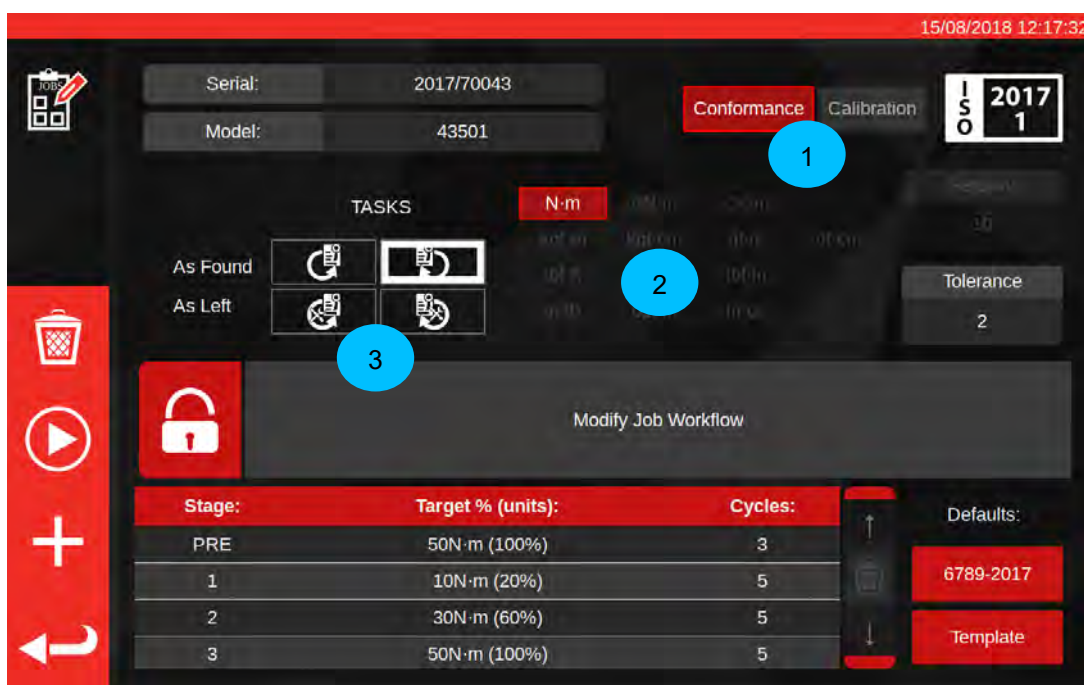 15/08/2018 12:17:32
JOBS
Serial: 2017/70043
Model: 43501
Conformance Calibration
ISO 2017 1
1
TASKS
N·m
2
As Found
As Left
3
Tolerance
2
Modify Job Workflow
Stage: Target % (units): Cycles:
PRE 50N·m (100%) 3
1 10N·m (20%) 5
2 30N·m (60%) 5
3 50N·m (100%) 5
Defaults:
6789-2017
Template